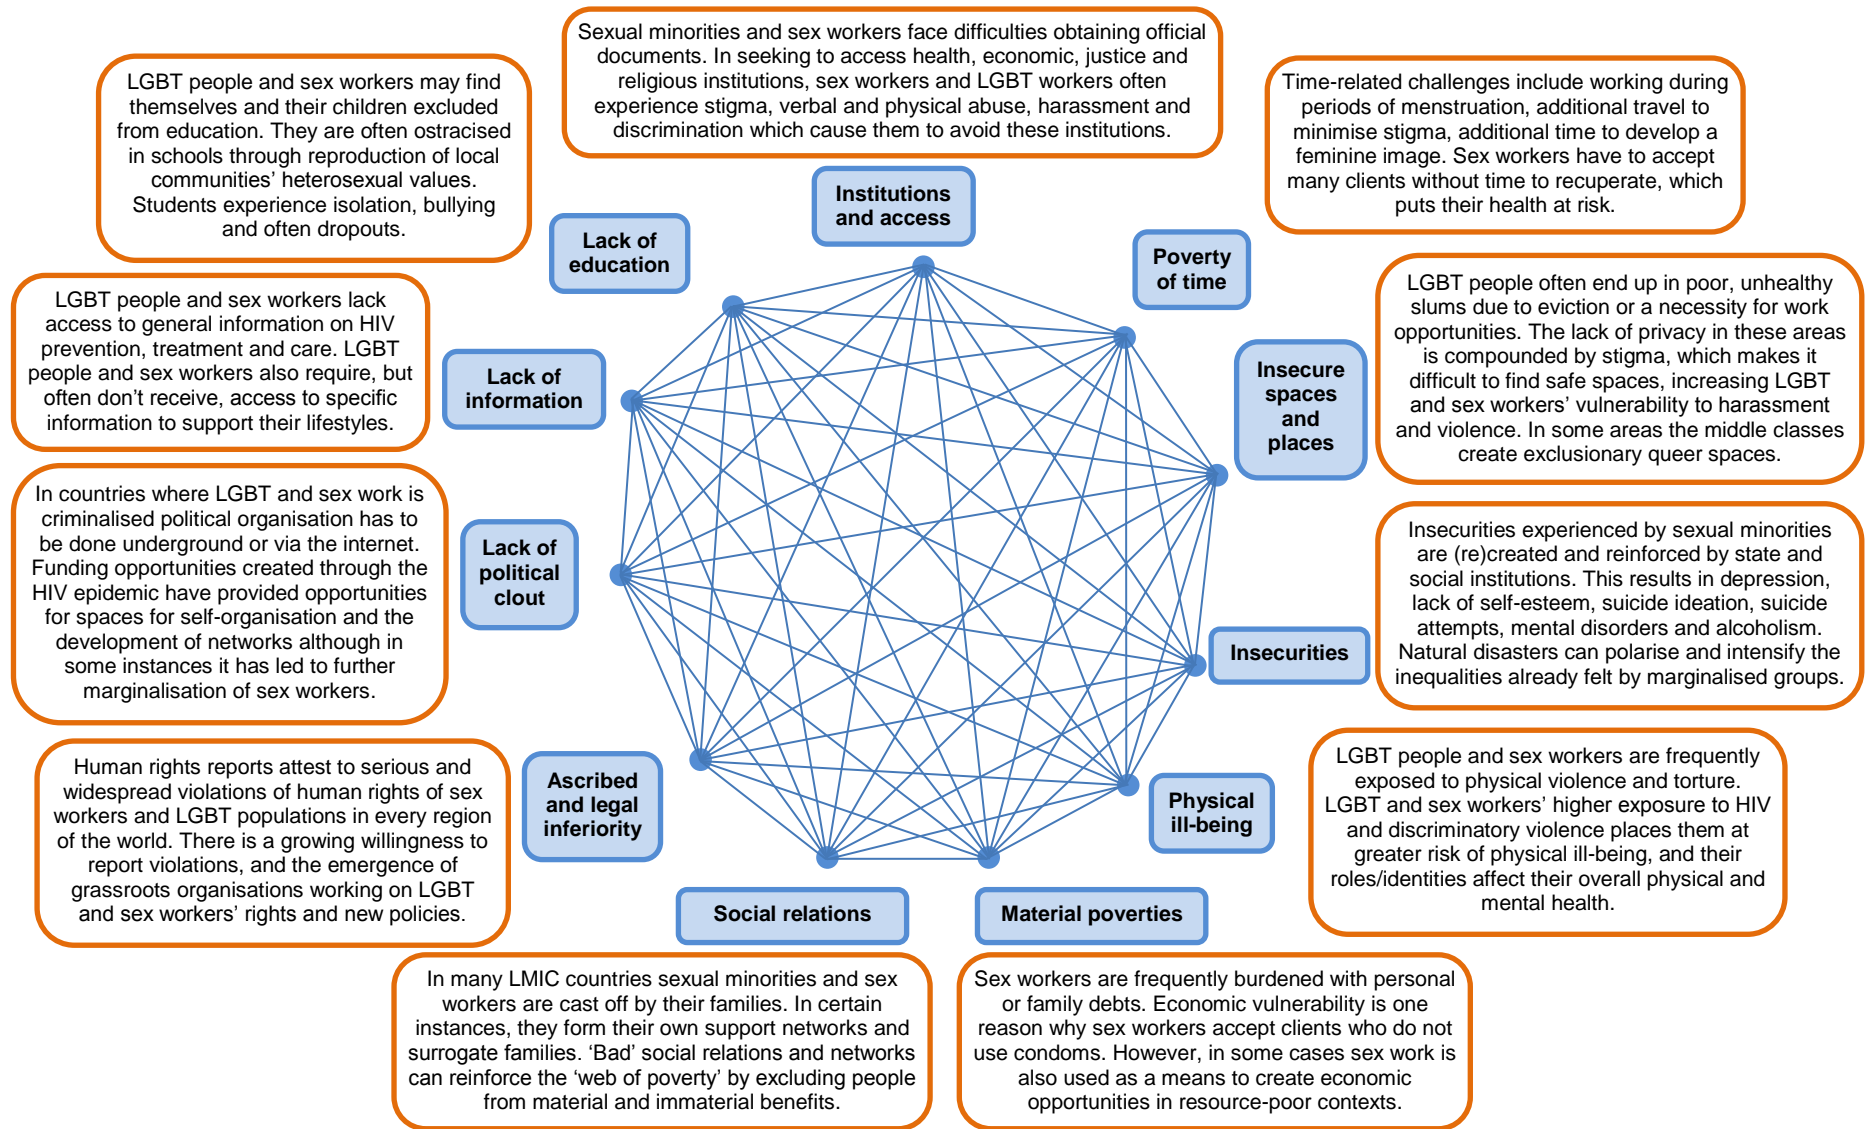 Sexual minorities and sex workers face difficulties obtaining official
documents. In seeking to access health, economic, justice and
religious institutions, sex workers and LGBT workers often
experience stigma, verbal and physical abuse, harassment and
discrimination which cause them to avoid these institutions.
Institutions
and access
Time-related challenges include working during
periods of menstruation, additional travel to
minimise stigma, additional time to develop a
feminine image. Sex workers have to accept
many clients without time to recuperate, which
puts their health at risk.
Poverty
of time
LGBT people often end up in poor, unhealthy
slums due to eviction or a necessity for work
opportunities. The lack of privacy in these areas
is compounded by stigma, which makes it
difficult to find safe spaces, increasing LGBT
and sex workers’ vulnerability to harassment
and violence. In some areas the middle classes
create exclusionary queer spaces.
Insecure
spaces
and
places
Insecurities experienced by sexual minorities
are (re)created and reinforced by state and
social institutions. This results in depression,
lack of self-esteem, suicide ideation, suicide
attempts, mental disorders and alcoholism.
Natural disasters can polarise and intensify the
inequalities already felt by marginalised groups.
Insecurities
LGBT people and sex workers are frequently
exposed to physical violence and torture.
LGBT and sex workers’ higher exposure to HIV
and discriminatory violence places them at
greater risk of physical ill-being, and their
roles/identities affect their overall physical and
mental health.
Physical
ill-being
Material poverties
Sex workers are frequently burdened with personal
or family debts. Economic vulnerability is one
reason why sex workers accept clients who do not
use condoms. However, in some cases sex work is
also used as a means to create economic
opportunities in resource-poor contexts.
Social relations
In many LMIC countries sexual minorities and sex
workers are cast off by their families. In certain
instances, they form their own support networks and
surrogate families. ‘Bad’ social relations and networks
can reinforce the ‘web of poverty’ by excluding people
from material and immaterial benefits.
Ascribed
and legal
inferiority
Human rights reports attest to serious and
widespread violations of human rights of sex
workers and LGBT populations in every region
of the world. There is a growing willingness to
report violations, and the emergence of
grassroots organisations working on LGBT
and sex workers’ rights and new policies.
Lack of
political
clout
In countries where LGBT and sex work is
criminalised political organisation has to
be done underground or via the internet.
Funding opportunities created through the
HIV epidemic have provided opportunities
for spaces for self-organisation and the
development of networks although in
some instances it has led to further
marginalisation of sex workers.
Lack of
information
LGBT people and sex workers lack
access to general information on HIV
prevention, treatment and care. LGBT
people and sex workers also require, but
often don’t receive, access to specific
information to support their lifestyles.
Lack of
education
LGBT people and sex workers may find
themselves and their children excluded
from education. They are often ostracised
in schools through reproduction of local
communities’ heterosexual values.
Students experience isolation, bullying
and often dropouts.